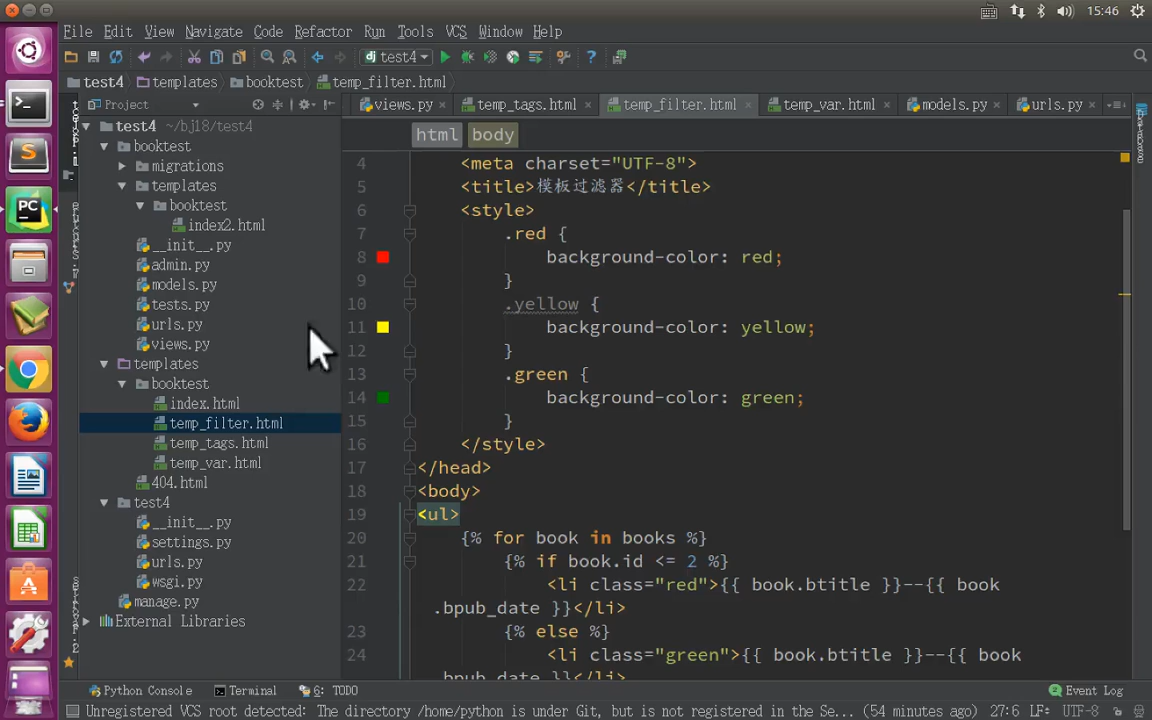 15:46
File Edit View Navigate Code Refactor Run Tools VCS Window Help
test4
test4 templates booktest temp_filter.html
Project
views.py temp_tags.html temp_filter.html temp_var.html models.py urls.py
html body
test4 ~/bj18/test4
booktest
migrations
templates
booktest
index2.html
__init__.py
admin.py
models.py
tests.py
urls.py
views.py
templates
booktest
index.html
temp_filter.html
temp_tags.html
temp_var.html
404.html
test4
__init__.py
settings.py
urls.py
wsgi.py
manage.py
External Libraries
4 <meta charset="UTF-8">
5 <title>模板过滤器</title>
6 <style>
7 .red {
8 background-color: red;
9 }
10 .yellow {
11 background-color: yellow;
12 }
13 .green {
14 background-color: green;
15 }
16 </style>
17 </head>
18 <body>
19 <ul>
20 {% for book in books %}
21 {% if book.id <= 2 %}
22 <li class="red">{{ book.btitle }}--{{ book
.bpub_date }}</li>
23 {% else %}
24 <li class="green">{{ book.btitle }}--{{ book
.bpub_date }}</li>
Python Console Terminal 6: TODO Event Log
Unregistered VCS root detected: The directory /home/python is under Git, but is not registered in the Se... (54 minutes ago) 27:6 LF÷ UTF-8÷